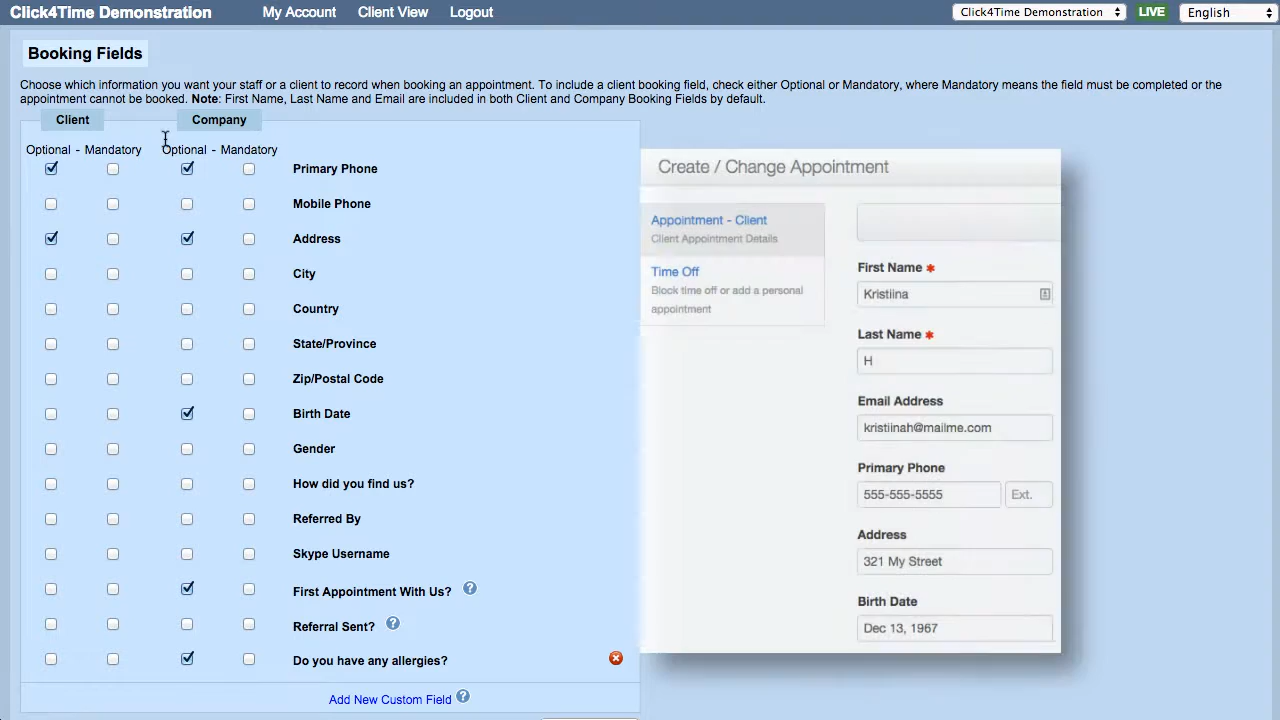 Click4Time Demonstration My Account Client View Logout Click4Time Demonstration LIVE English
Booking Fields
Choose which information you want your staff or a client to record when booking an appointment. To include a client booking field, check either Optional or Mandatory, where Mandatory means the field must be completed or the
appointment cannot be booked. Note: First Name, Last Name and Email are included in both Client and Company Booking Fields by default.
Client Company
Optional - Mandatory Optional - Mandatory
Primary Phone
Mobile Phone
Address
City
Country
State/Province
Zip/Postal Code
Birth Date
Gender
How did you find us?
Referred By
Skype Username
First Appointment With Us? ?
Referral Sent? ?
Do you have any allergies?
Add New Custom Field ?
Create / Change Appointment
Appointment - Client
Client Appointment Details
Time Off
Block time off or add a personal
appointment
First Name *
Kristiina
Last Name *
H
Email Address
kristiinah@mailme.com
Primary Phone
555-555-5555 Ext.
Address
321 My Street
Birth Date
Dec 13, 1967